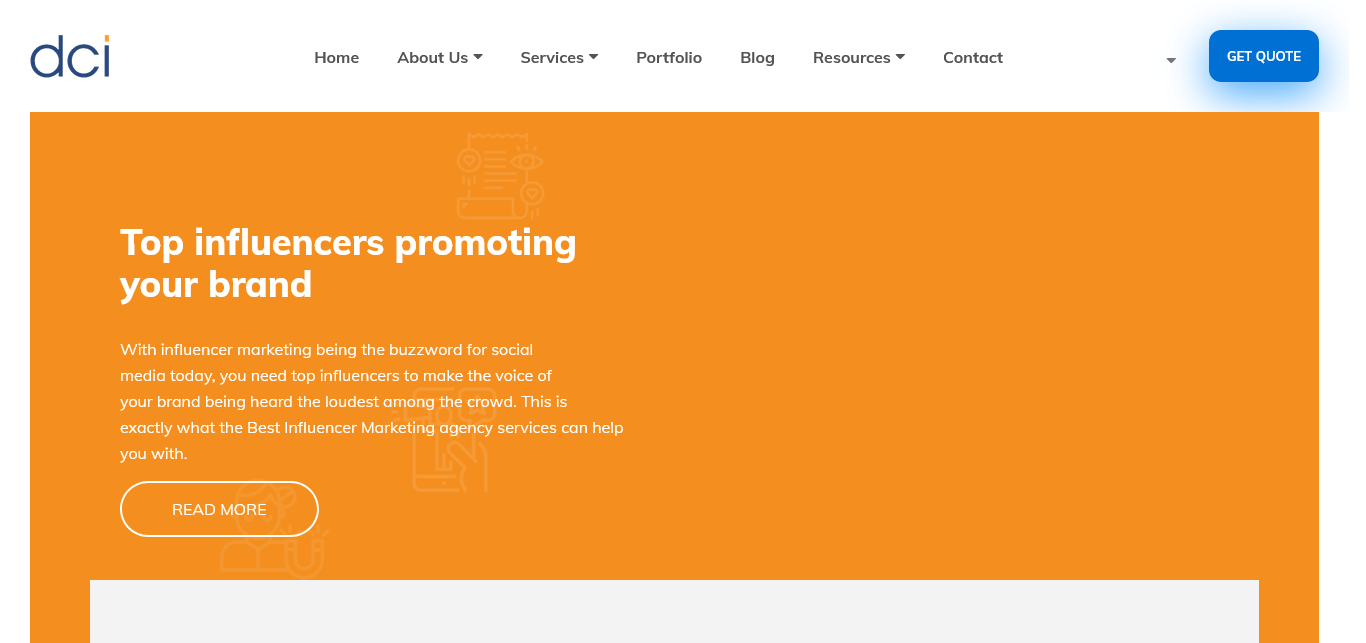 dci
Home
About Us
Services
Portfolio
Blog
Resources
Contact
GET QUOTE
Top influencers promoting
your brand
With influencer marketing being the buzzword for social
media today, you need top influencers to make the voice of
your brand being heard the loudest among the crowd. This is
exactly what the Best Influencer Marketing agency services can help
you with.
READ MORE